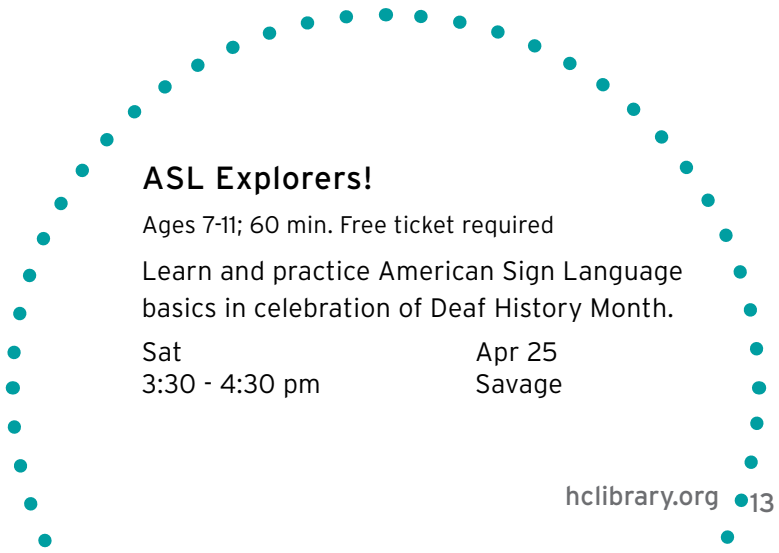 ASL Explorers!
Ages 7-11; 60 min. Free ticket required
Learn and practice American Sign Language
basics in celebration of Deaf History Month.
Sat Apr 25
3:30 - 4:30 pm Savage
hclibrary.org 13